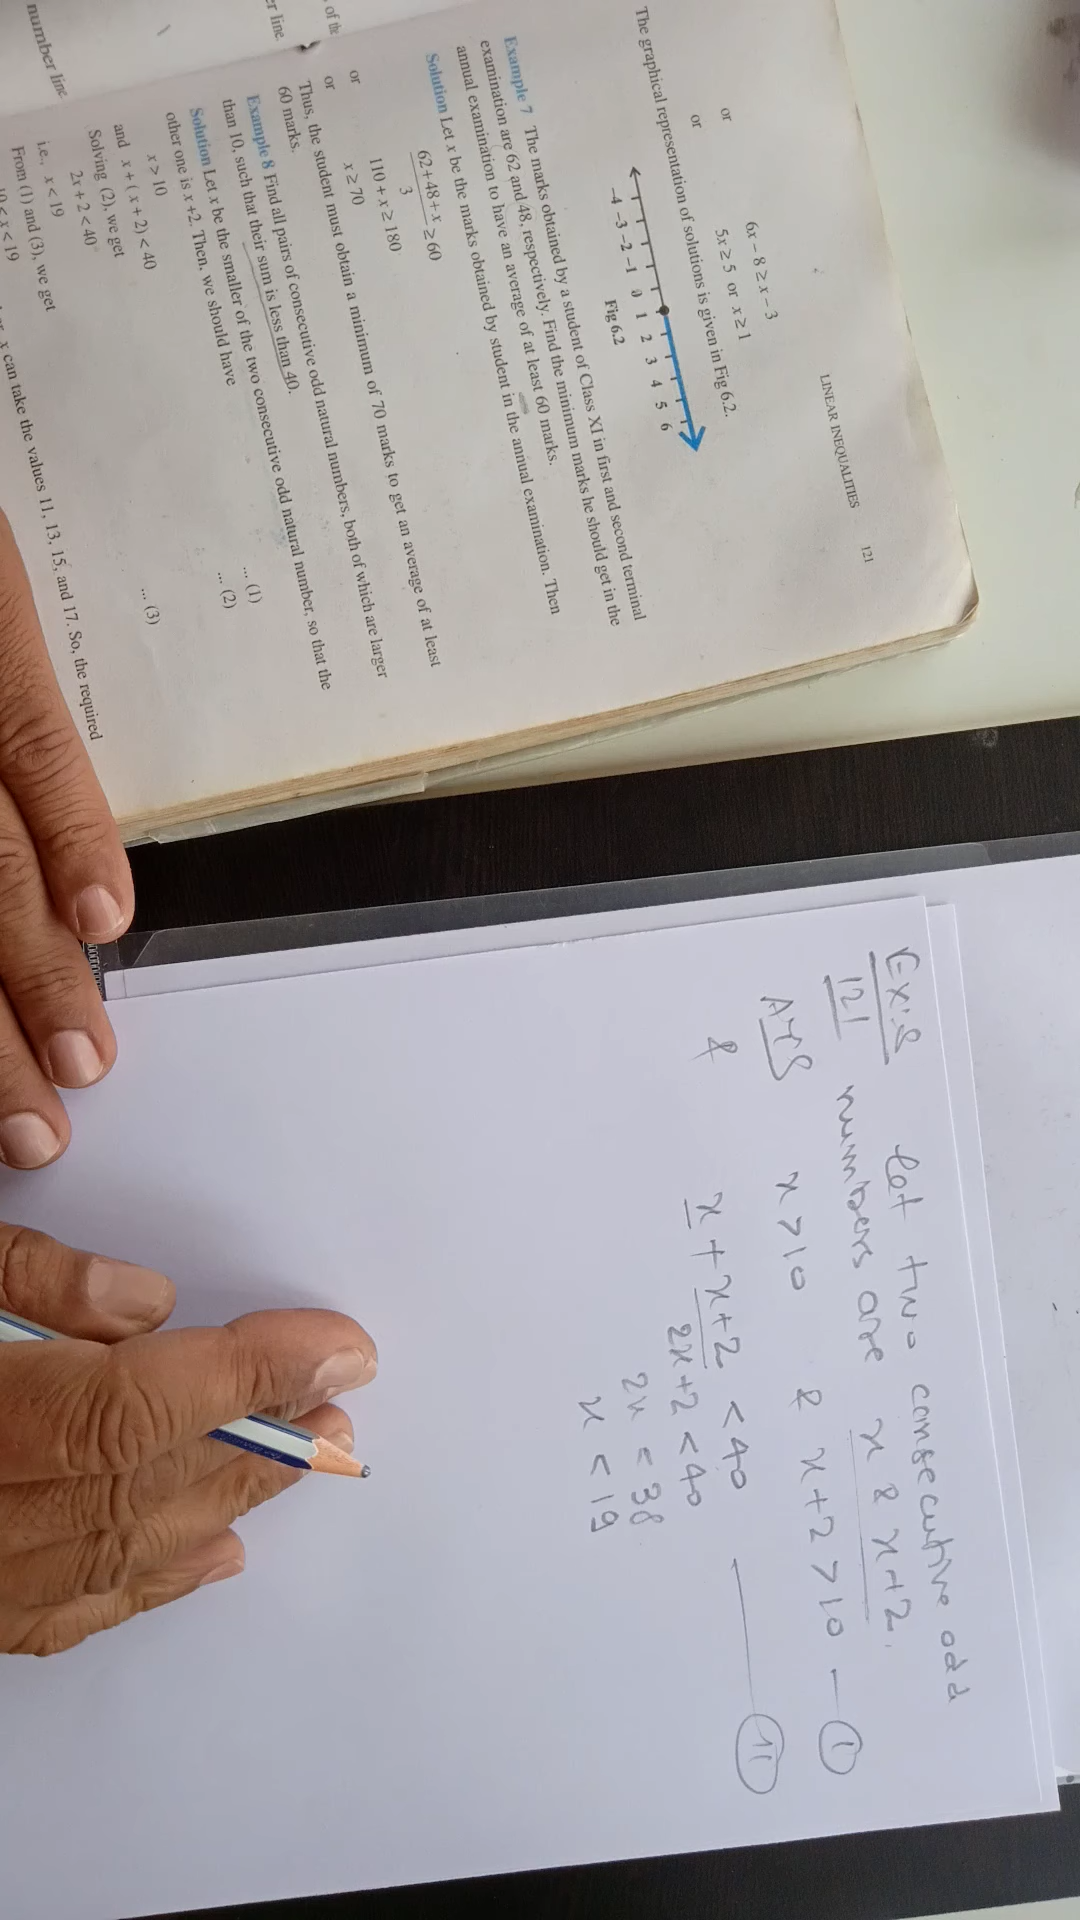 LINEAR INEQUALITIES 121
or 6x – 8 ≥ x – 3
or 5x ≥ 5 or x ≥ 1
The graphical representation of solutions is given in Fig 6.2.
–4 –3 –2 –1 0 1 2 3 4 5 6
Fig 6.2
Example 7 The marks obtained by a student of Class XI in first and second terminal
examination are 62 and 48, respectively. Find the minimum marks he should get in the
annual examination to have an average of at least 60 marks.
Solution Let x be the marks obtained by student in the annual examination. Then
62 + 48 + x / 3 ≥ 60
or 110 + x ≥ 180
or x ≥ 70
Thus, the student must obtain a minimum of 70 marks to get an average of at least
60 marks.
Example 8 Find all pairs of consecutive odd natural numbers, both of which are larger
than 10, such that their sum is less than 40.
Solution Let x be the smaller of the two consecutive odd natural number, so that the
other one is x +2. Then, we should have
x > 10 ... (1)
and x + ( x + 2) < 40 ... (2)
Solving (2), we get
2x + 2 < 40
i.e., x < 19 ... (3)
From (1) and (3), we get
< x < 19
x can take the values 11, 13, 15, and 17. So, the required
of the
er line.
number line
Ex:8 let two consecutive odd
121 numbers are x & x+2.
ATS x > 10 & x+2 > 10 — (1)
& x + x+2 < 40 — (11)
2x+2 < 40
2x < 38
x < 19